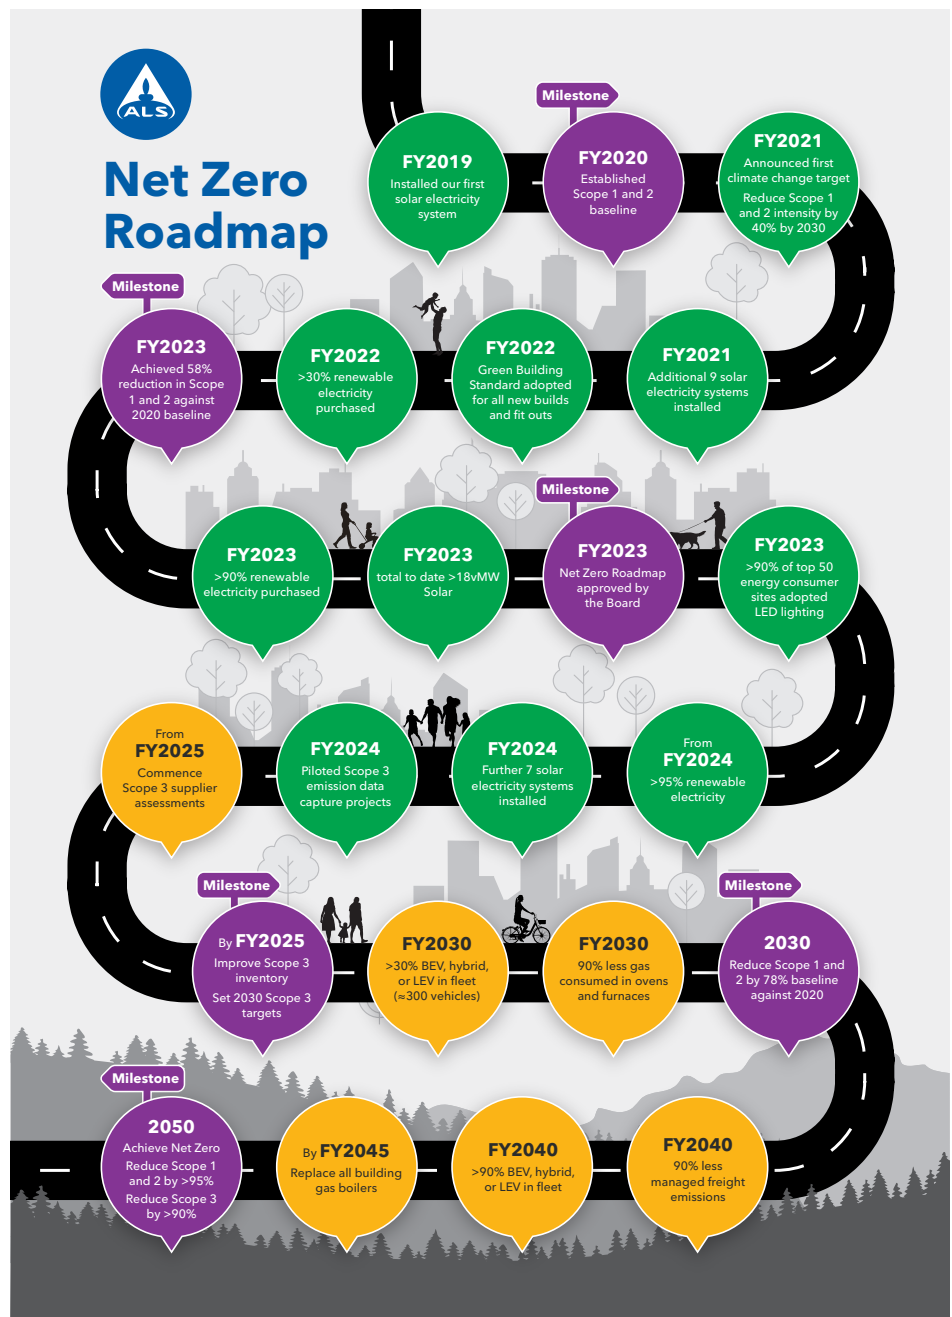 ALS
Net Zero
Roadmap
FY2019
Installed our first
solar electricity
system
Milestone
FY2020
Established
Scope 1 and 2
baseline
FY2021
Announced first
climate change target
Reduce Scope 1
and 2 intensity by
40% by 2030
Milestone
FY2023
Achieved 58%
reduction in Scope
1 and 2 against
2020 baseline
FY2022
>30% renewable
electricity
purchased
FY2022
Green Building
Standard adopted
for all new builds
and fit outs
FY2021
Additional 9 solar
electricity systems
installed
FY2023
>90% renewable
electricity purchased
FY2023
total to date >18vMW
Solar
Milestone
FY2023
Net Zero Roadmap
approved by
the Board
FY2023
>90% of top 50
energy consumer
sites adopted
LED lighting
From
FY2025
Commence
Scope 3 supplier
assessments
FY2024
Piloted Scope 3
emission data
capture projects
FY2024
Further 7 solar
electricity systems
installed
From
FY2024
>95% renewable
electricity
Milestone
By FY2025
Improve Scope 3
inventory
Set 2030 Scope 3
targets
FY2030
>30% BEV, hybrid,
or LEV in fleet
(≈300 vehicles)
FY2030
90% less gas
consumed in ovens
and furnaces
Milestone
2030
Reduce Scope 1 and
2 by 78% baseline
against 2020
Milestone
2050
Achieve Net Zero
Reduce Scope 1
and 2 by >95%
Reduce Scope 3
by >90%
By FY2045
Replace all building
gas boilers
FY2040
>90% BEV, hybrid,
or LEV in fleet
FY2040
90% less
managed freight
emissions